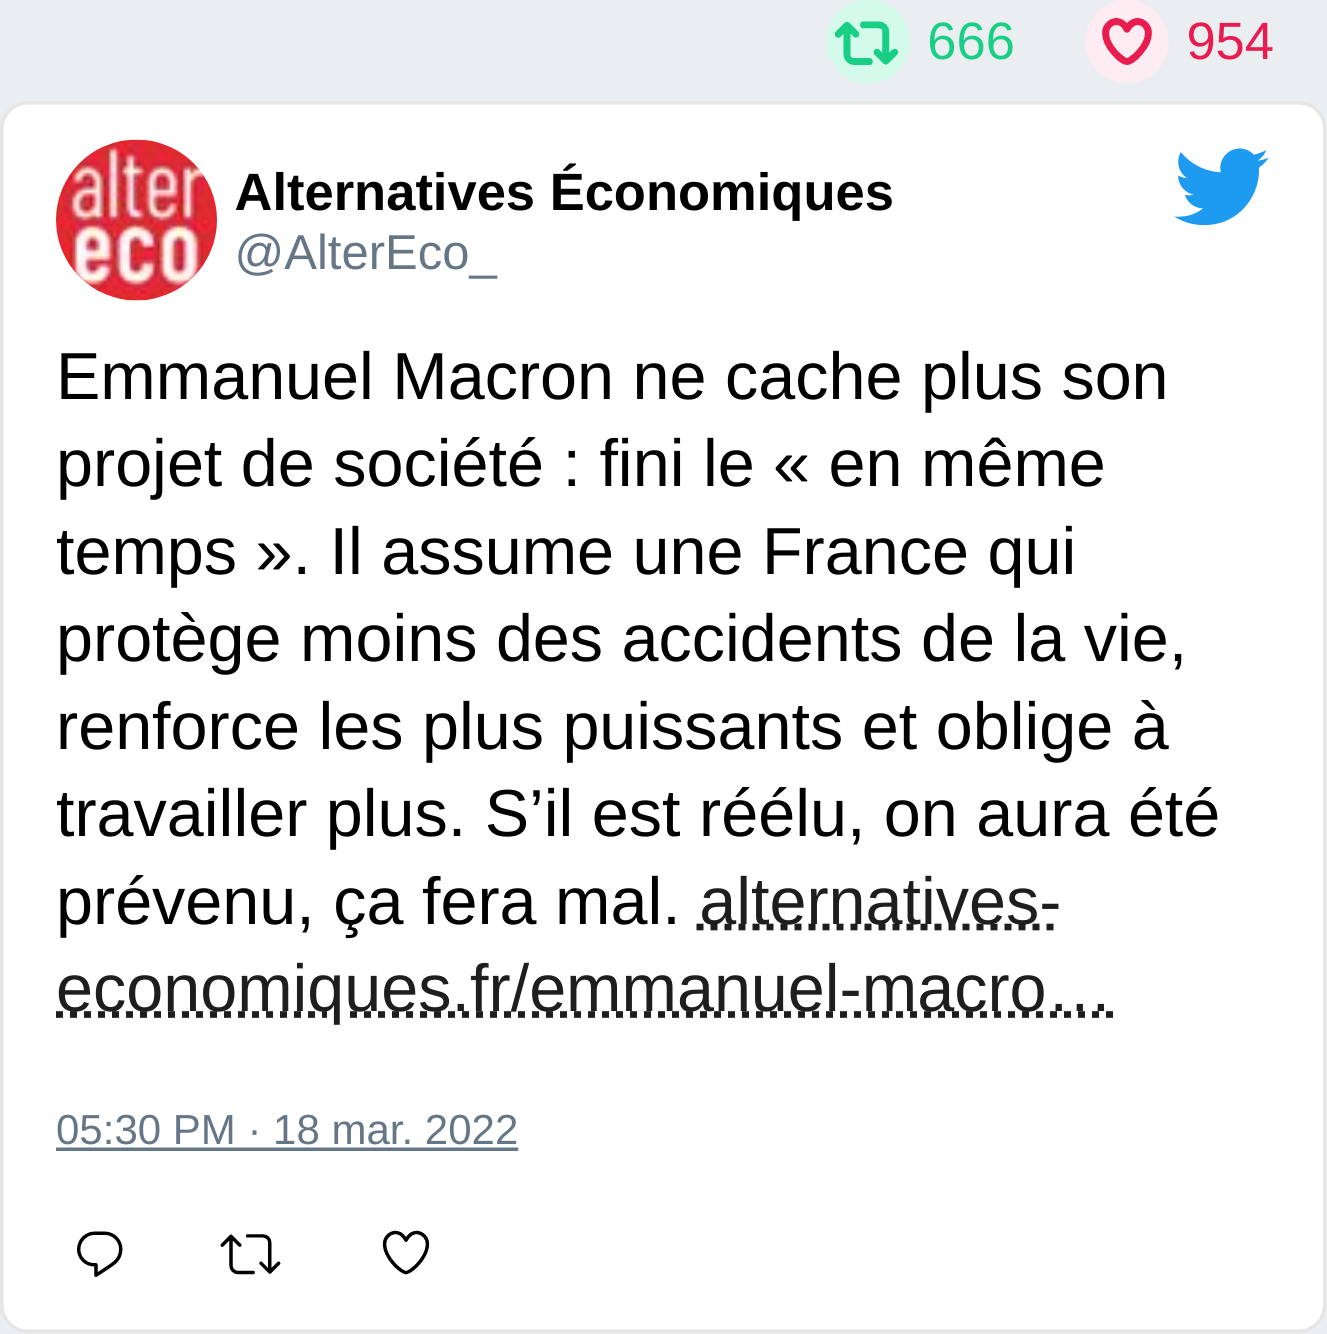 666 954
alter
eco
Alternatives Économiques
@AlterEco_
Emmanuel Macron ne cache plus son
projet de société : fini le « en même
temps ». Il assume une France qui
protège moins des accidents de la vie,
renforce les plus puissants et oblige à
travailler plus. S’il est réélu, on aura été
prévenu, ça fera mal. alternatives-
economiques.fr/emmanuel-macro…
05:30 PM · 18 mar. 2022